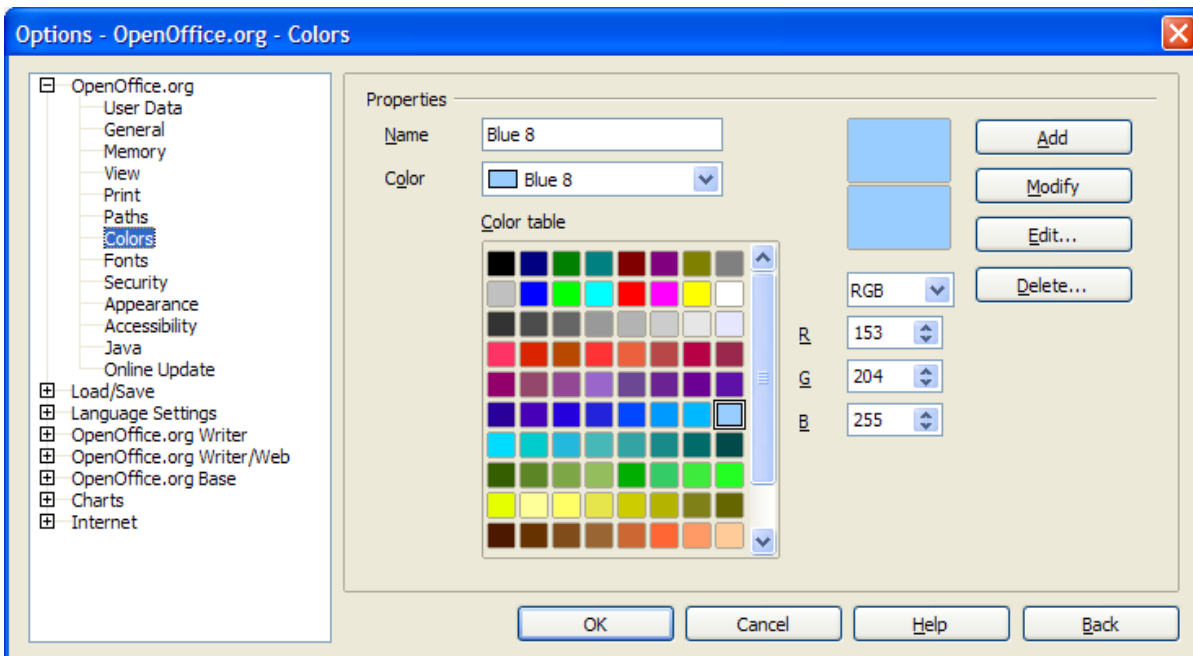 Options - OpenOffice.org - Colors
OpenOffice.org
User Data
General
Memory
View
Print
Paths
Colors
Fonts
Security
Appearance
Accessibility
Java
Online Update
Load/Save
Language Settings
OpenOffice.org Writer
OpenOffice.org Writer/Web
OpenOffice.org Base
Charts
Internet
Properties
Name Blue 8
Color Blue 8
Color table
Add
Modify
Edit...
Delete...
RGB
R 153
G 204
B 255
OK Cancel Help Back